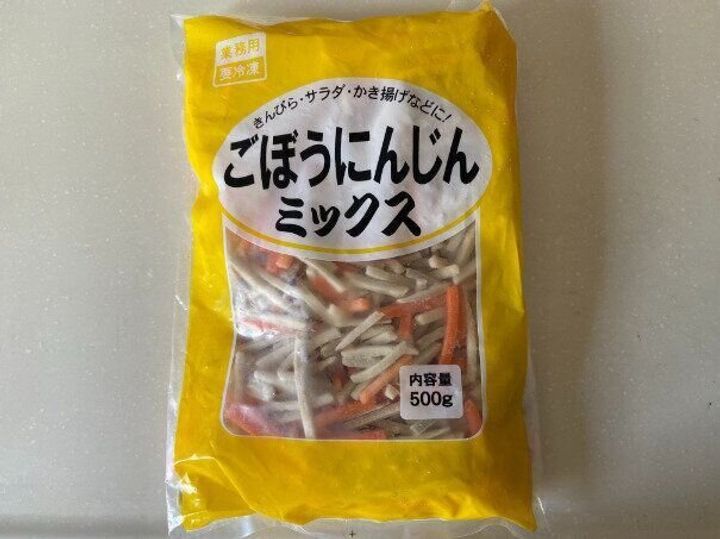 業務用
要冷凍
きんぴら・サラダ・かき揚げなどに!
ごぼうにんじん
ミックス
内容量
500g